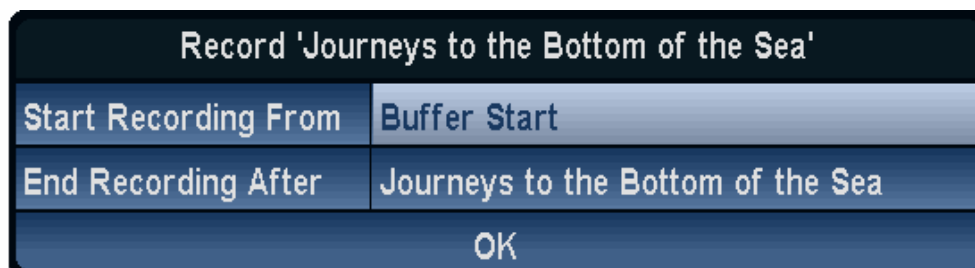 Record 'Journeys to the Bottom of the Sea'
Start Recording From Buffer Start
End Recording After Journeys to the Bottom of the Sea
OK